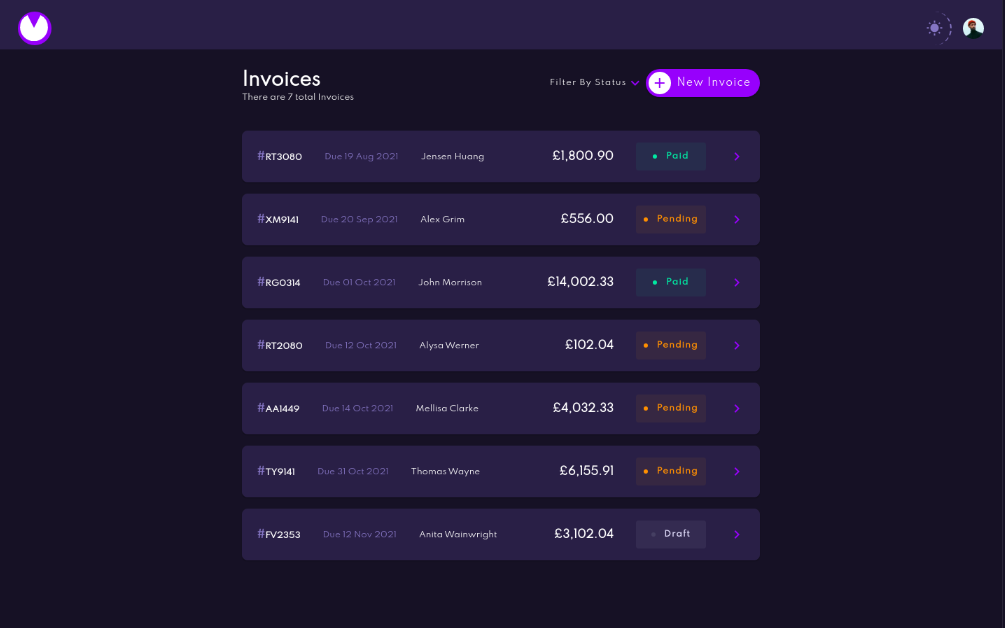 Invoices
There are 7 total Invoices
Filter By Status
New Invoice
#RT3080 Due 19 Aug 2021 Jensen Huang £1,800.90 Paid
#XM9141 Due 20 Sep 2021 Alex Grim £556.00 Pending
#RG0314 Due 01 Oct 2021 John Morrison £14,002.33 Paid
#RT2080 Due 12 Oct 2021 Alysa Werner £102.04 Pending
#AA1449 Due 14 Oct 2021 Mellisa Clarke £4,032.33 Pending
#TY9141 Due 31 Oct 2021 Thomas Wayne £6,155.91 Pending
#FV2353 Due 12 Nov 2021 Anita Wainwright £3,102.04 Draft